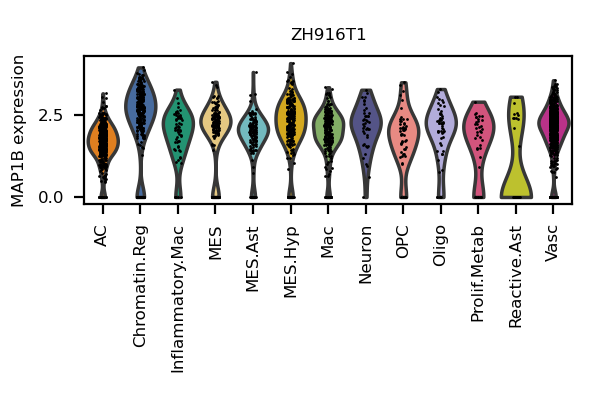 ZH916T1
MAP1B expression
2.5
0.0
AC
Chromatin.Reg
Inflammatory.Mac
MES
MES.Ast
MES.Hyp
Mac
Neuron
OPC
Oligo
Prolif.Metab
Reactive.Ast
Vasc